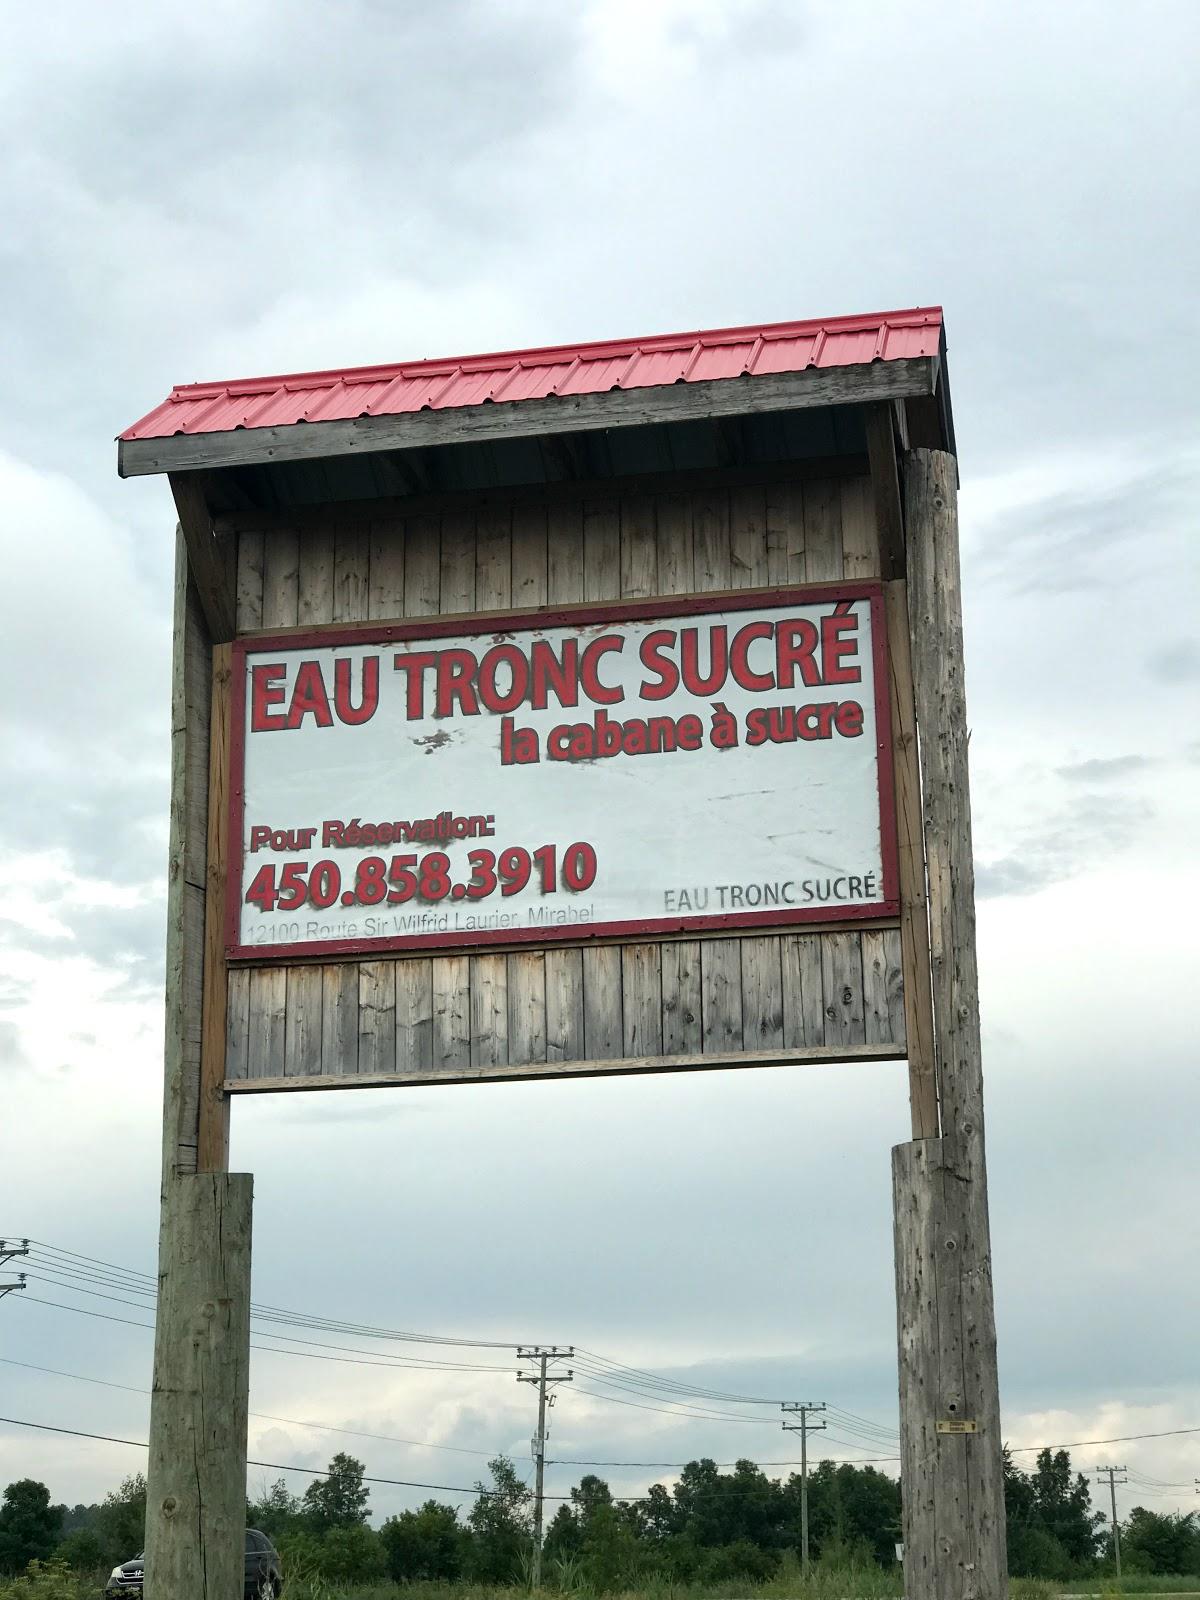 EAU TRONC SUCRÉ
la cabane à sucre
Pour Réservation:
450.858.3910
12100 Route Sir Wilfrid Laurier, Mirabel
EAU TRONC SUCRÉ